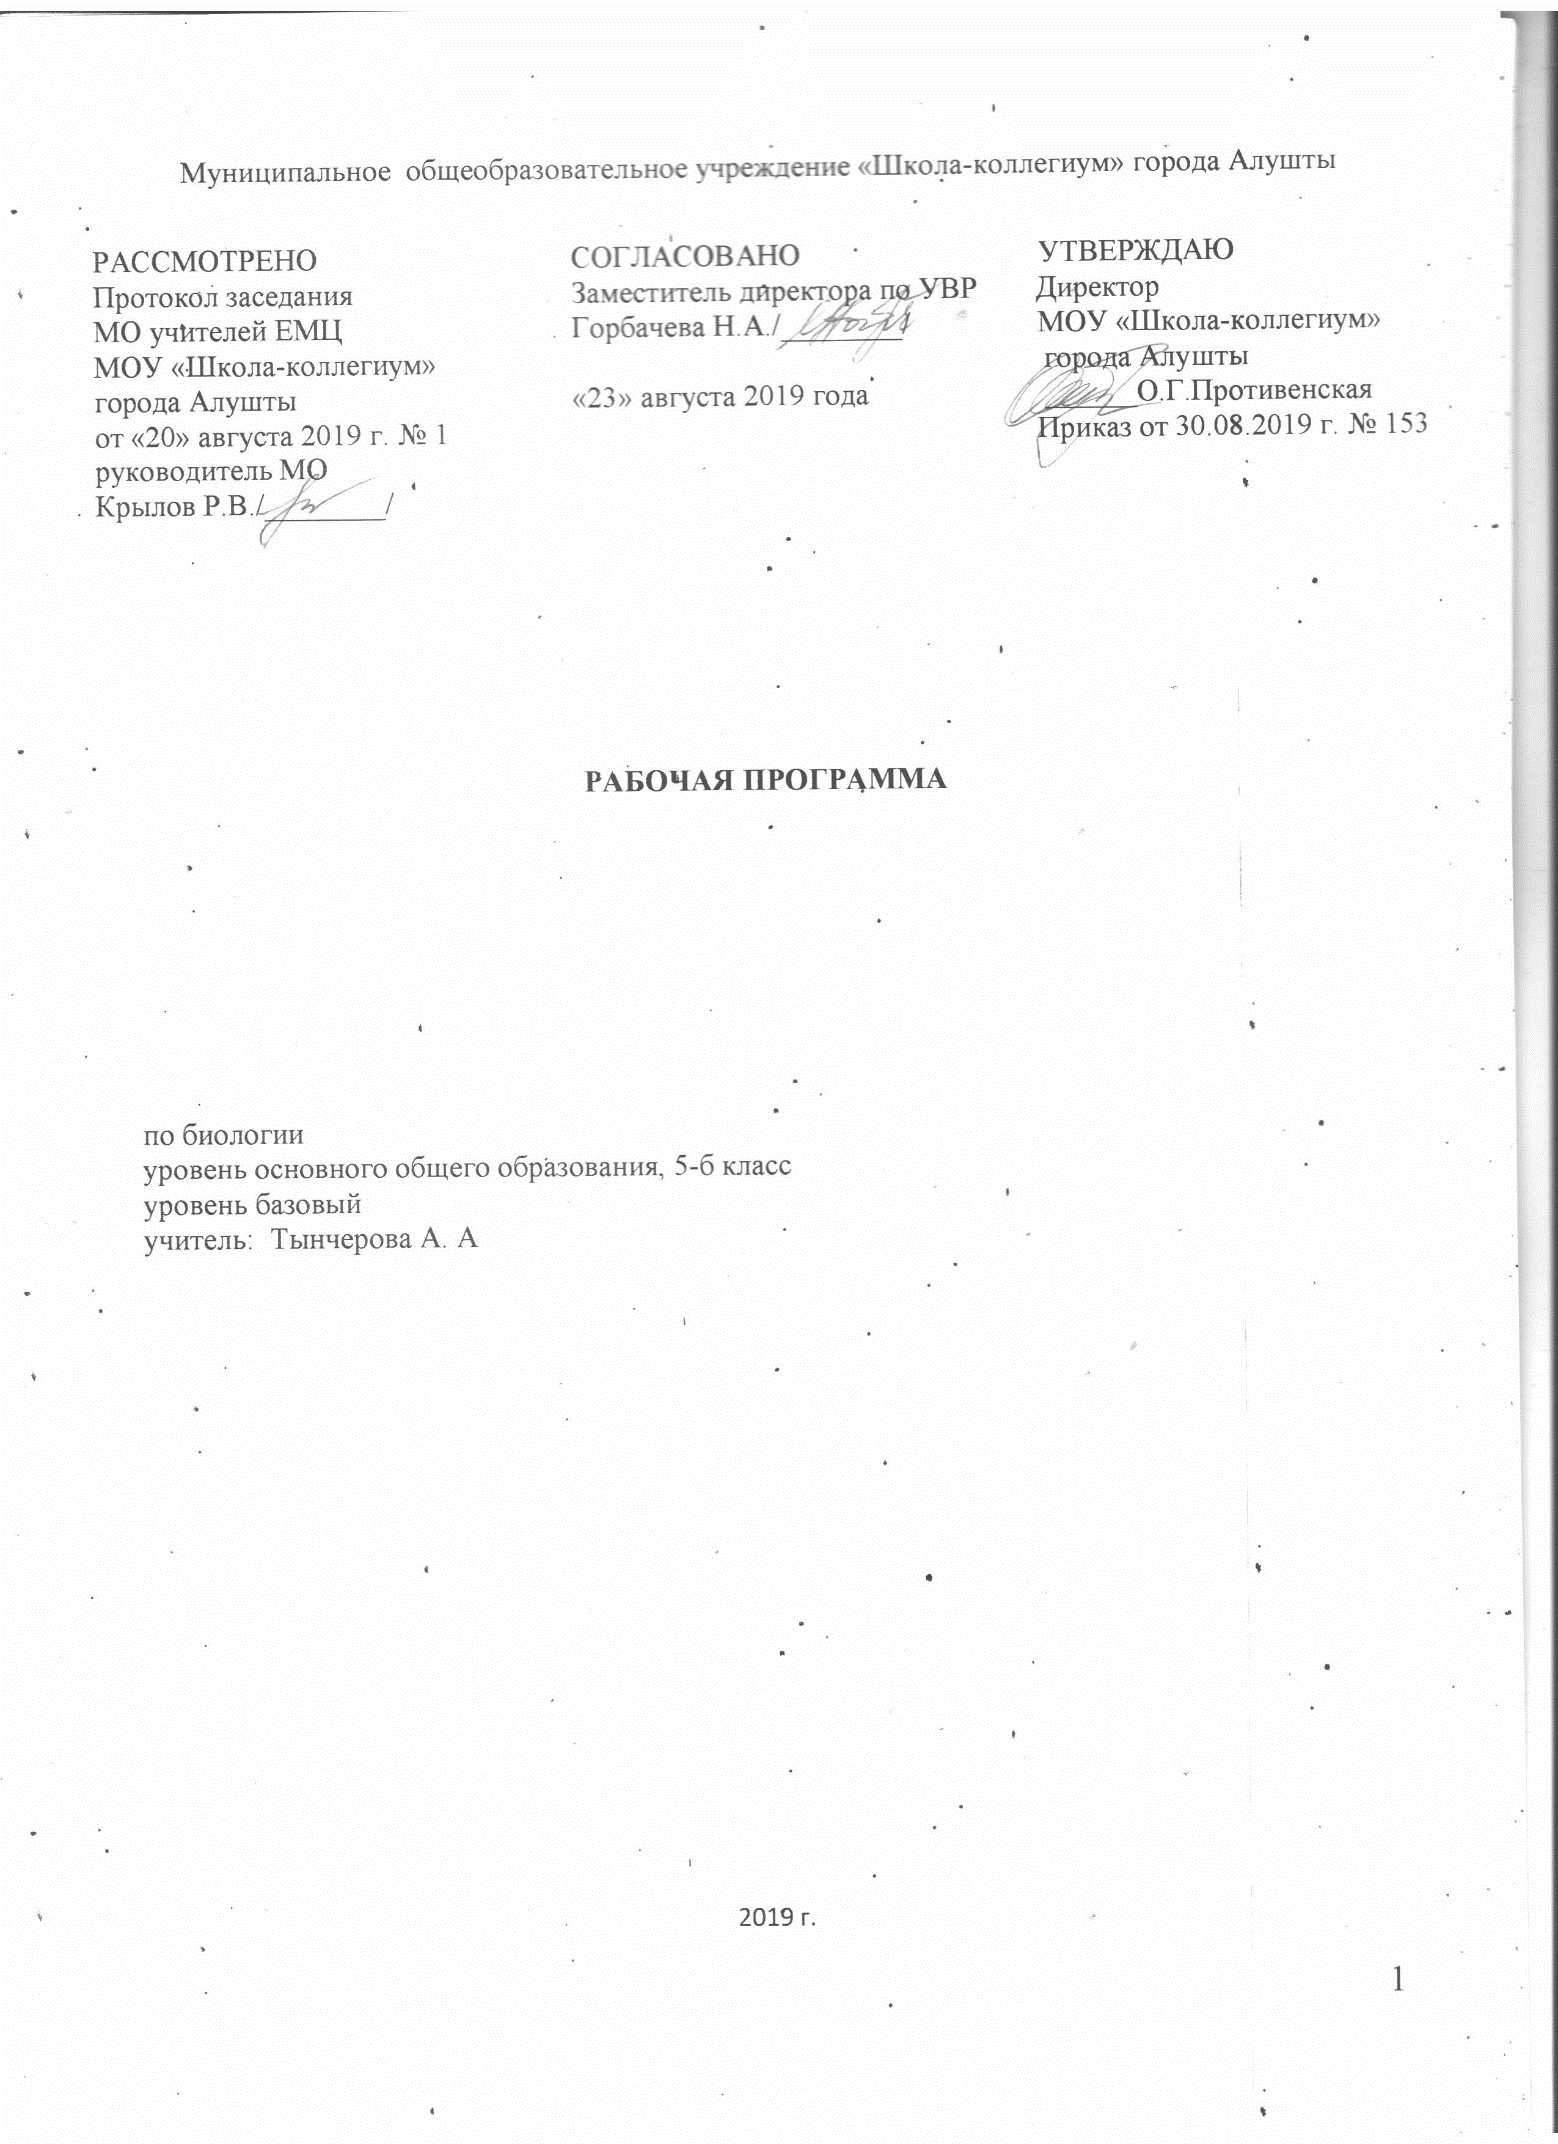 Муниципальное общеобразовательное учреждение «Школа-коллегиум» города Алушты
РАССМОТРЕНО
Протокол заседания
МО учителей ЕМЦ
МОУ «Школа-коллегиум»
города Алушты
от «20» августа 2019 г. № 1
руководитель МО
Крылов Р.В./________/
СОГЛАСОВАНО
Заместитель директора по УВР
Горбачева Н.А./________
«23» августа 2019 года
УТВЕРЖДАЮ
Директор
МОУ «Школа-коллегиум»
города Алушты
______О.Г.Противенская
Приказ от 30.08.2019 г. № 153
РАБОЧАЯ ПРОГРАММА
по биологии
уровень основного общего образования, 5-б класс
уровень базовый
учитель: Тынчерова А. А
2019 г.
1